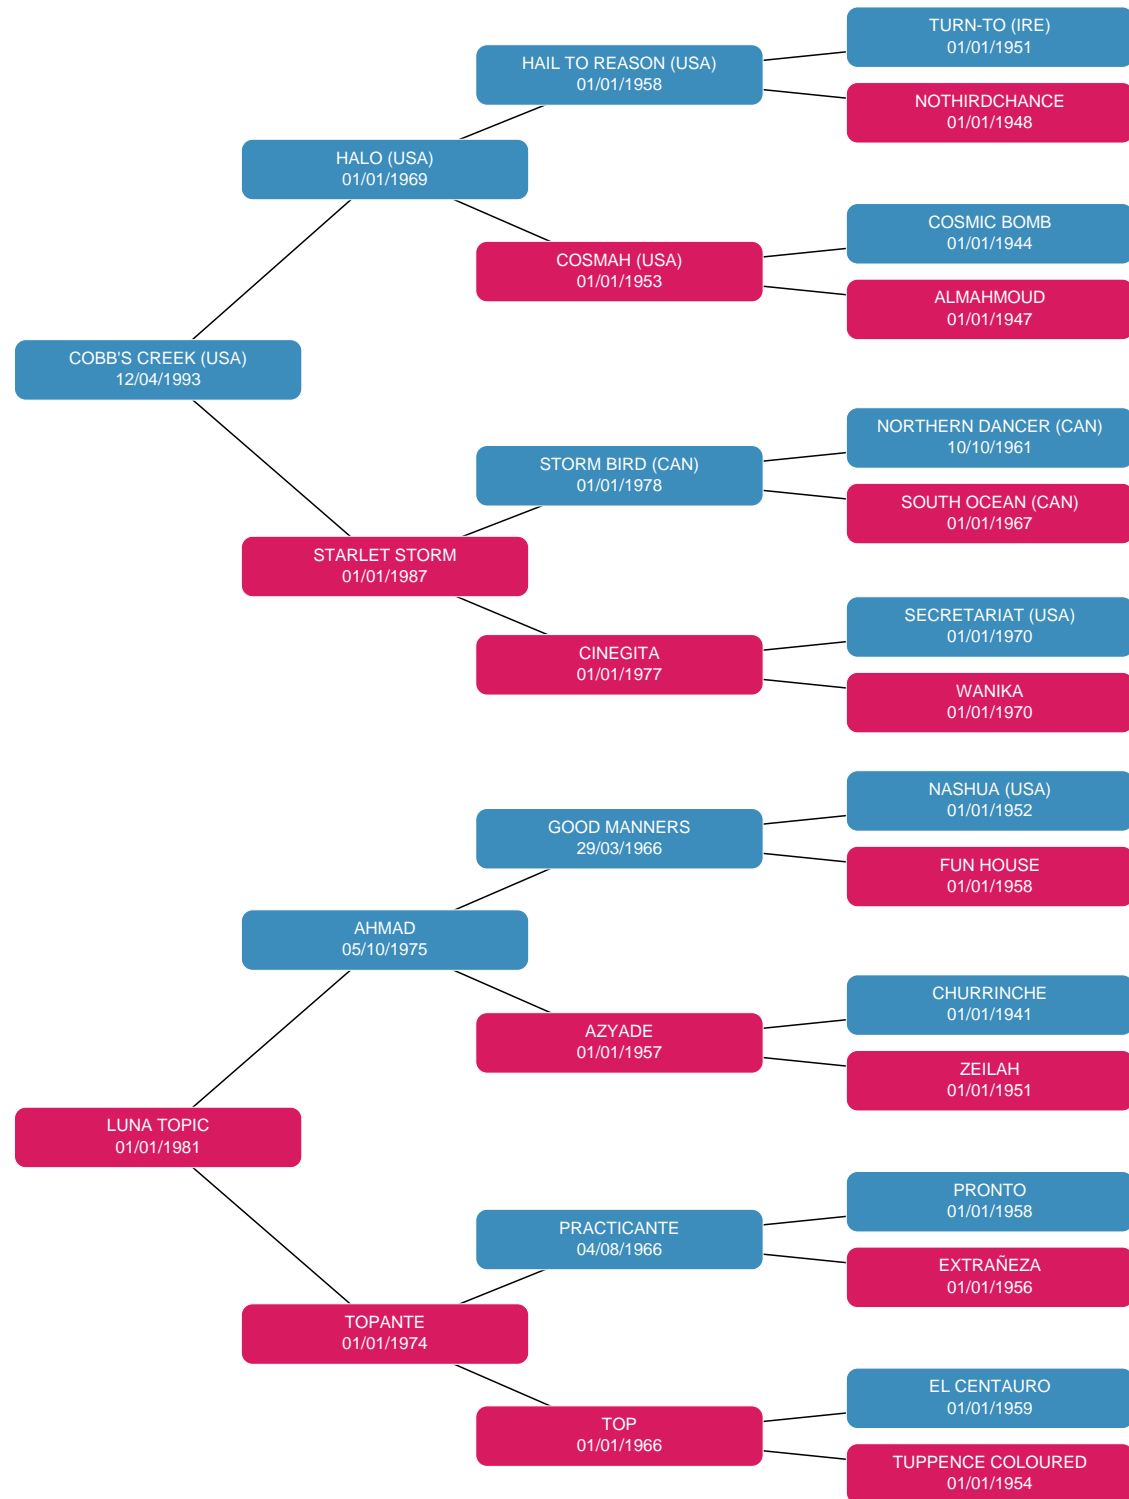 TURN-TO (IRE)
01/01/1951
HAIL TO REASON (USA)
01/01/1958
NOTHIRDCHANCE
01/01/1948
HALO (USA)
01/01/1969
COSMIC BOMB
01/01/1944
COSMAH (USA)
01/01/1953
ALMAHMOUD
01/01/1947
COBB'S CREEK (USA)
12/04/1993
NORTHERN DANCER (CAN)
10/10/1961
STORM BIRD (CAN)
01/01/1978
SOUTH OCEAN (CAN)
01/01/1967
STARLET STORM
01/01/1987
SECRETARIAT (USA)
01/01/1970
CINEGITA
01/01/1977
WANIKA
01/01/1970
NASHUA (USA)
01/01/1952
GOOD MANNERS
29/03/1966
FUN HOUSE
01/01/1958
AHMAD
05/10/1975
CHURRINCHE
01/01/1941
AZYADE
01/01/1957
ZEILAH
01/01/1951
LUNA TOPIC
01/01/1981
PRONTO
01/01/1958
PRACTICANTE
04/08/1966
EXTRAÑEZA
01/01/1956
TOPANTE
01/01/1974
EL CENTAURO
01/01/1959
TOP
01/01/1966
TUPPENCE COLOURED
01/01/1954